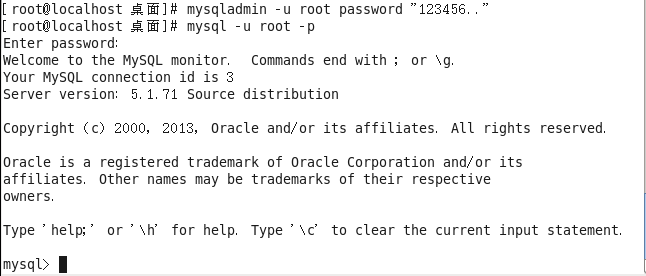 [root@localhost 桌面]# mysqladmin -u root password "123456.."
[root@localhost 桌面]# mysql -u root -p
Enter password:
Welcome to the MySQL monitor.  Commands end with ; or \g.
Your MySQL connection id is 3
Server version: 5.1.71 Source distribution
Copyright (c) 2000, 2013, Oracle and/or its affiliates. All rights reserved.
Oracle is a registered trademark of Oracle Corporation and/or its
affiliates. Other names may be trademarks of their respective
owners.
Type 'help;' or '\h' for help. Type '\c' to clear the current input statement.
mysql>